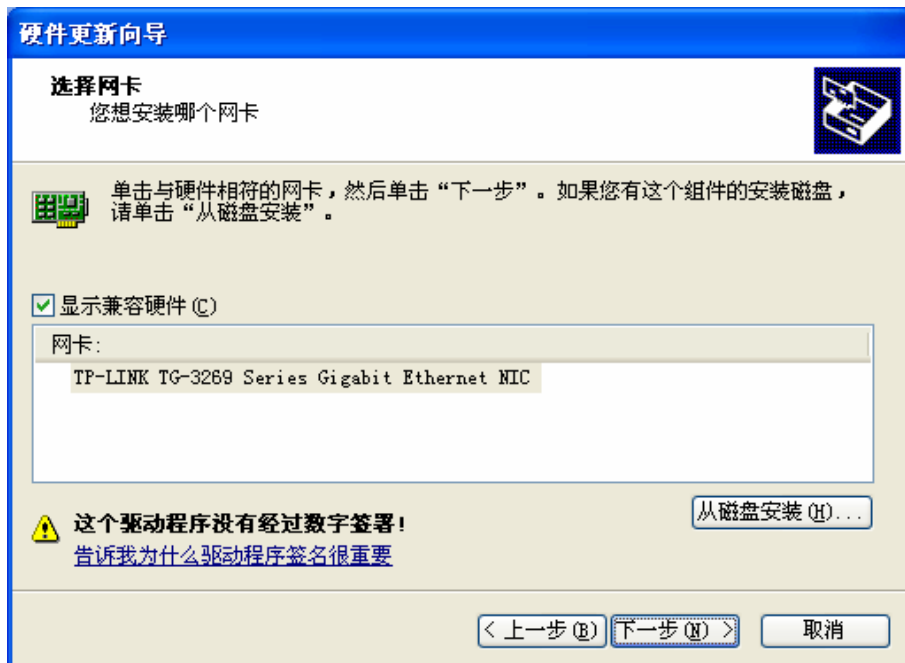 硬件更新向导
选择网卡
您想安装哪个网卡
单击与硬件相符的网卡，然后单击“下一步”。如果您有这个组件的安装磁盘，
请单击“从磁盘安装”。
显示兼容硬件(C)
网卡:
TP-LINK TG-3269 Series Gigabit Ethernet NIC
从磁盘安装(H)...
这个驱动程序没有经过数字签署!
告诉我为什么驱动程序签名很重要
< 上一步(B) 下一步(N) > 取消